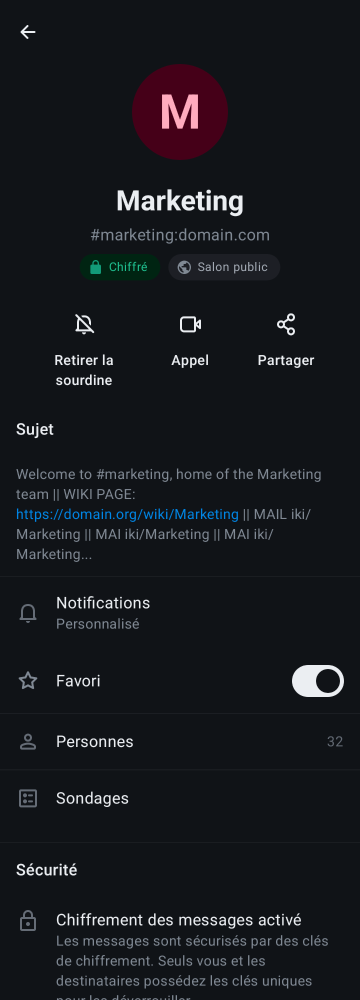 M
Marketing
#marketing:domain.com
Chiffré
Salon public
Retirer la
sourdine
Appel
Partager
Sujet
Welcome to #marketing, home of the Marketing
team || WIKI PAGE:
https://domain.org/wiki/Marketing || MAIL iki/
Marketing || MAI iki/Marketing || MAI iki/
Marketing...
Notifications
Personnalisé
Favori
Personnes
32
Sondages
Sécurité
Chiffrement des messages activé
Les messages sont sécurisés par des clés
de chiffrement. Seuls vous et les
destinataires possédez les clés uniques
pour les déverrouiller